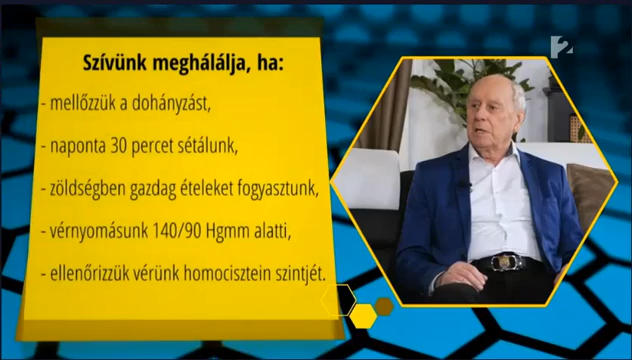 Szívünk meghálálja, ha:
- mellőzzük a dohányzást,
- naponta 30 percet sétálunk,
- zöldségben gazdag ételeket fogyasztunk,
- vérnyomásunk 140/90 Hgmm alatti,
- ellenőrizzük vérünk homocisztein szintjét.
2